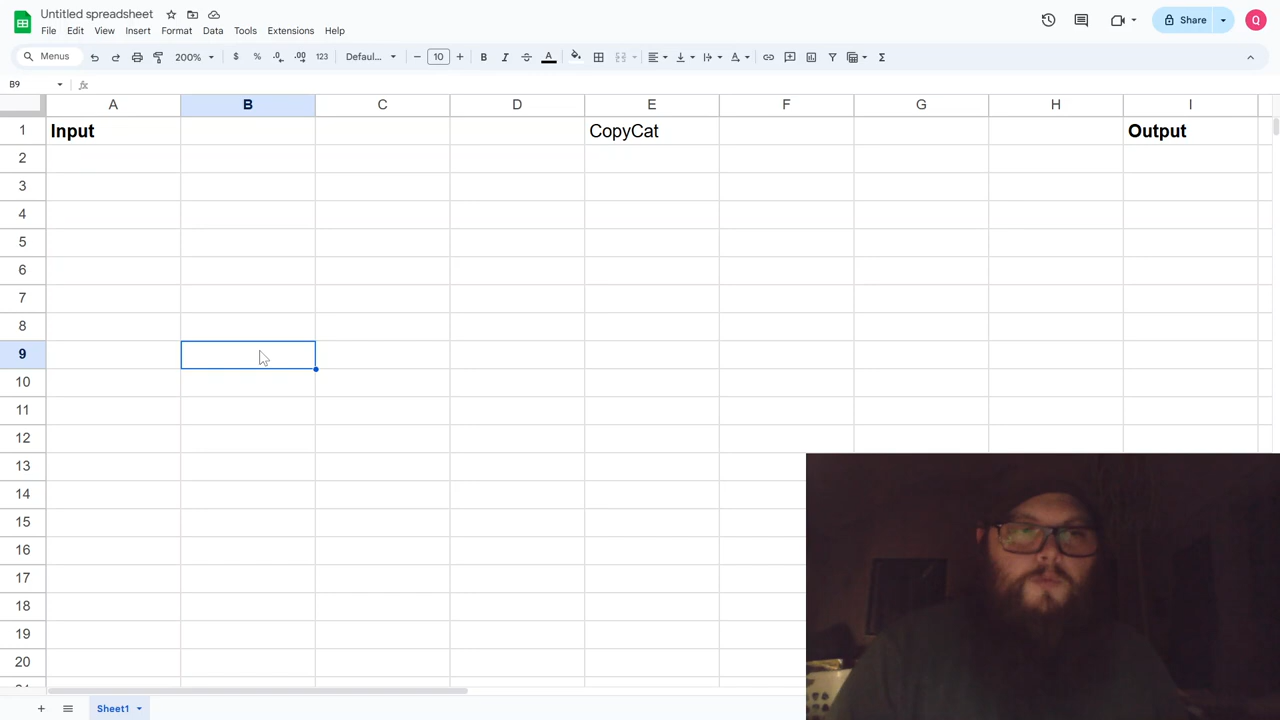 Untitled spreadsheet
File Edit View Insert Format Data Tools Extensions Help
Share Q
Menus 200% $ % .0 .00 123 Defaul... 10 B I A Σ
B9 fx
A B C D E F G H I
1 Input CopyCat Output
2
3
4
5
6
7
8
9
10
11
12
13
14
15
16
17
18
19
20
Sheet1